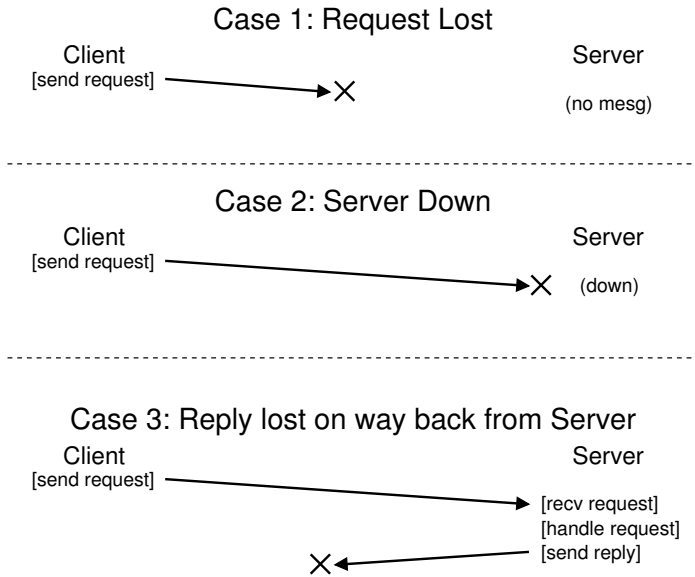 Case 1: Request Lost
Client Server
[send request]
(no mesg)
Case 2: Server Down
Client Server
[send request]
(down)
Case 3: Reply lost on way back from Server
Client Server
[send request]
[recv request]
[handle request]
[send reply]